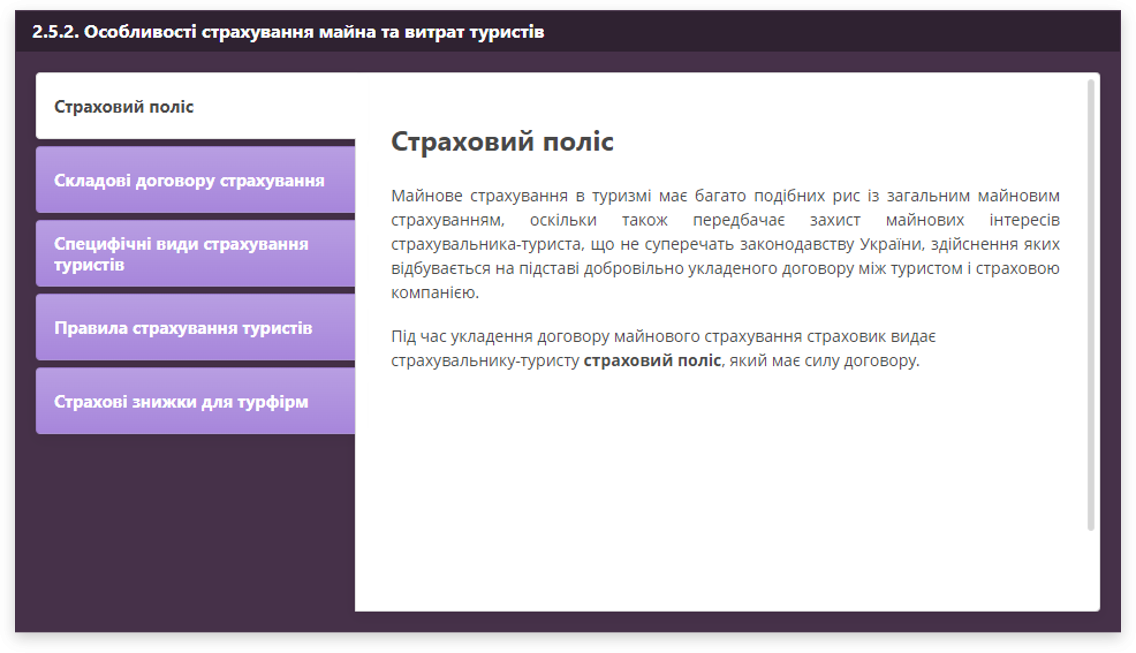 2.5.2. Особливості страхування майна та витрат туристів
Страховий поліс
Складові договору страхування
Специфічні види страхування
туристів
Правила страхування туристів
Страхові знижки для турфірм
Страховий поліс
Майнове страхування в туризмі має багато подібних рис із загальним майновим
страхуванням, оскільки також передбачає захист майнових інтересів
страхувальника-туриста, що не суперечать законодавству України, здійснення яких
відбувається на підставі добровільно укладеного договору між туристом і страховою
компанією.
Під час укладення договору майнового страхування страховик видає
страхувальнику-туристу страховий поліс, який має силу договору.